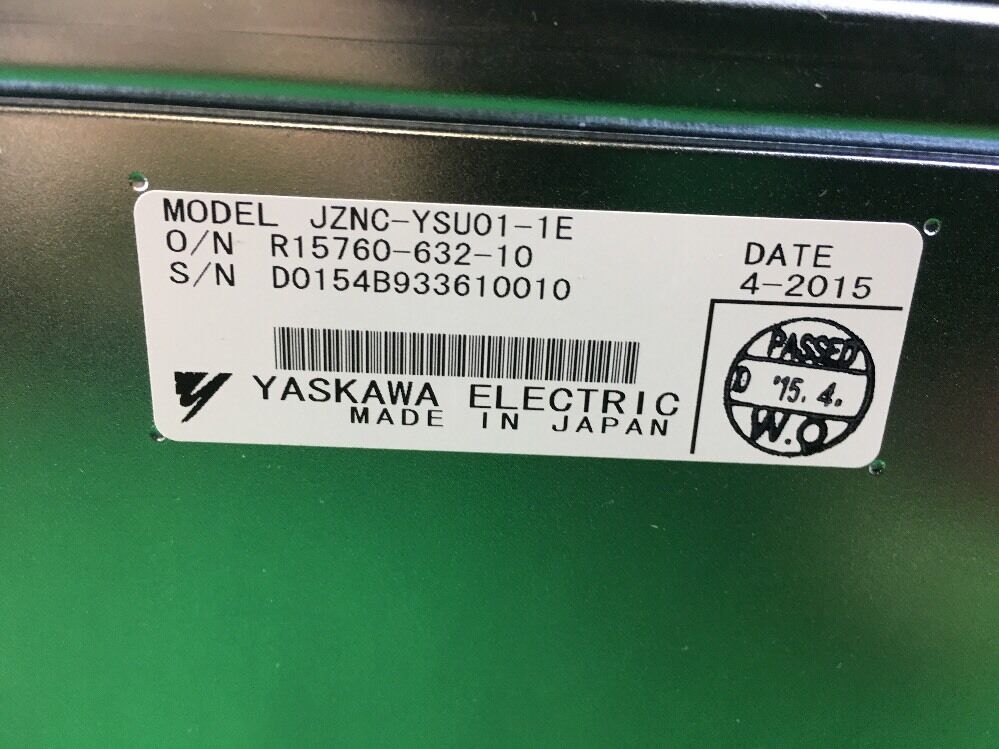 MODEL JZNC-YSU01-1E
O/N R15760-632-10
S/N D0154B933610010
DATE
4-2015
YASKAWA ELECTRIC
MADE IN JAPAN
PASSED
D '15. 4.
W.O